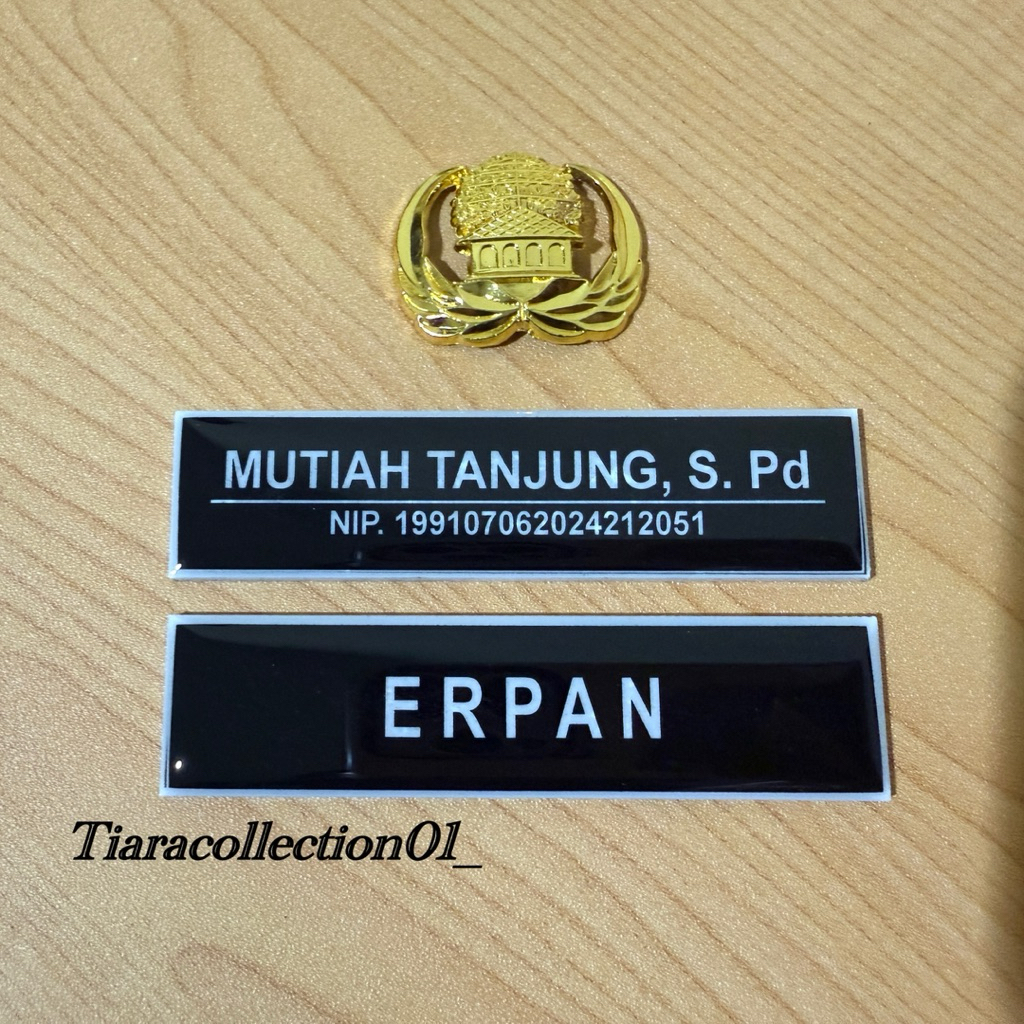 MUTIAH TANJUNG, S. Pd
NIP. 199107062024212051
ERPAN
Tiaracollection01_